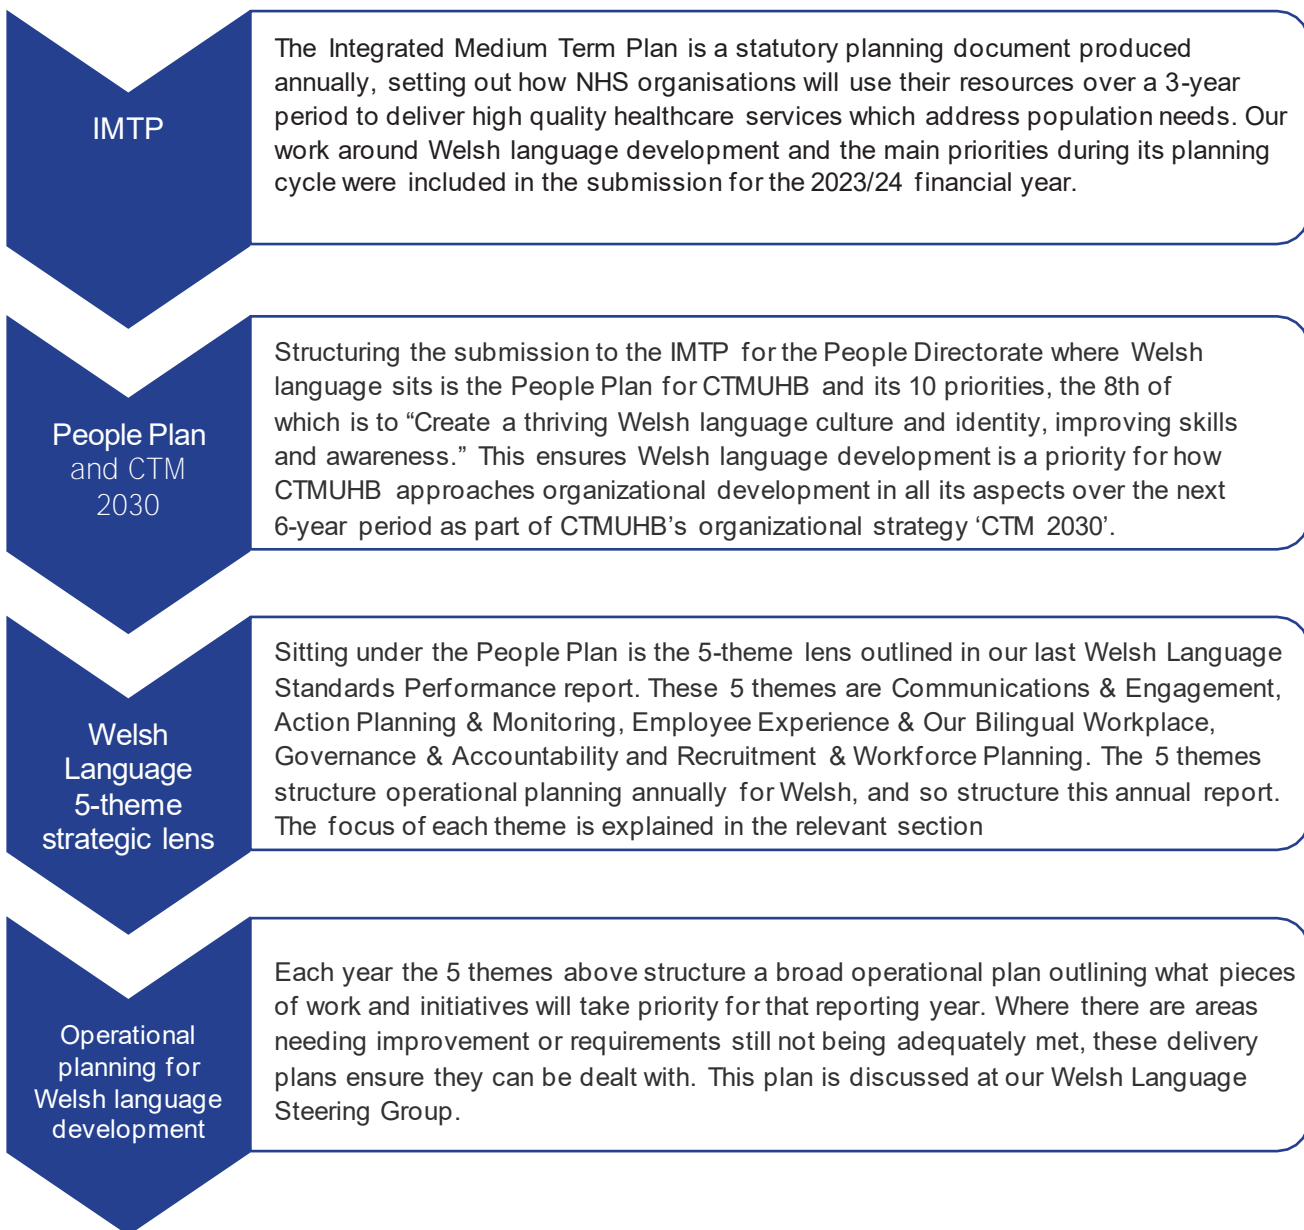 IMTP
The Integrated Medium Term Plan is a statutory planning document produced
annually, setting out how NHS organisations will use their resources over a 3-year
period to deliver high quality healthcare services which address population needs. Our
work around Welsh language development and the main priorities during its planning
cycle were included in the submission for the 2023/24 financial year.
People Plan
and CTM
2030
Structuring the submission to the IMTP for the People Directorate where Welsh
language sits is the People Plan for CTMUHB and its 10 priorities, the 8th of
which is to “Create a thriving Welsh language culture and identity, improving skills
and awareness.” This ensures Welsh language development is a priority for how
CTMUHB approaches organizational development in all its aspects over the next
6-year period as part of CTMUHB’s organizational strategy ‘CTM 2030’.
Welsh
Language
5-theme
strategic lens
Sitting under the People Plan is the 5-theme lens outlined in our last Welsh Language
Standards Performance report. These 5 themes are Communications & Engagement,
Action Planning & Monitoring, Employee Experience & Our Bilingual Workplace,
Governance & Accountability and Recruitment & Workforce Planning. The 5 themes
structure operational planning annually for Welsh, and so structure this annual report.
The focus of each theme is explained in the relevant section
Operational
planning for
Welsh language
development
Each year the 5 themes above structure a broad operational plan outlining what pieces
of work and initiatives will take priority for that reporting year. Where there are areas
needing improvement or requirements still not being adequately met, these delivery
plans ensure they can be dealt with. This plan is discussed at our Welsh Language
Steering Group.